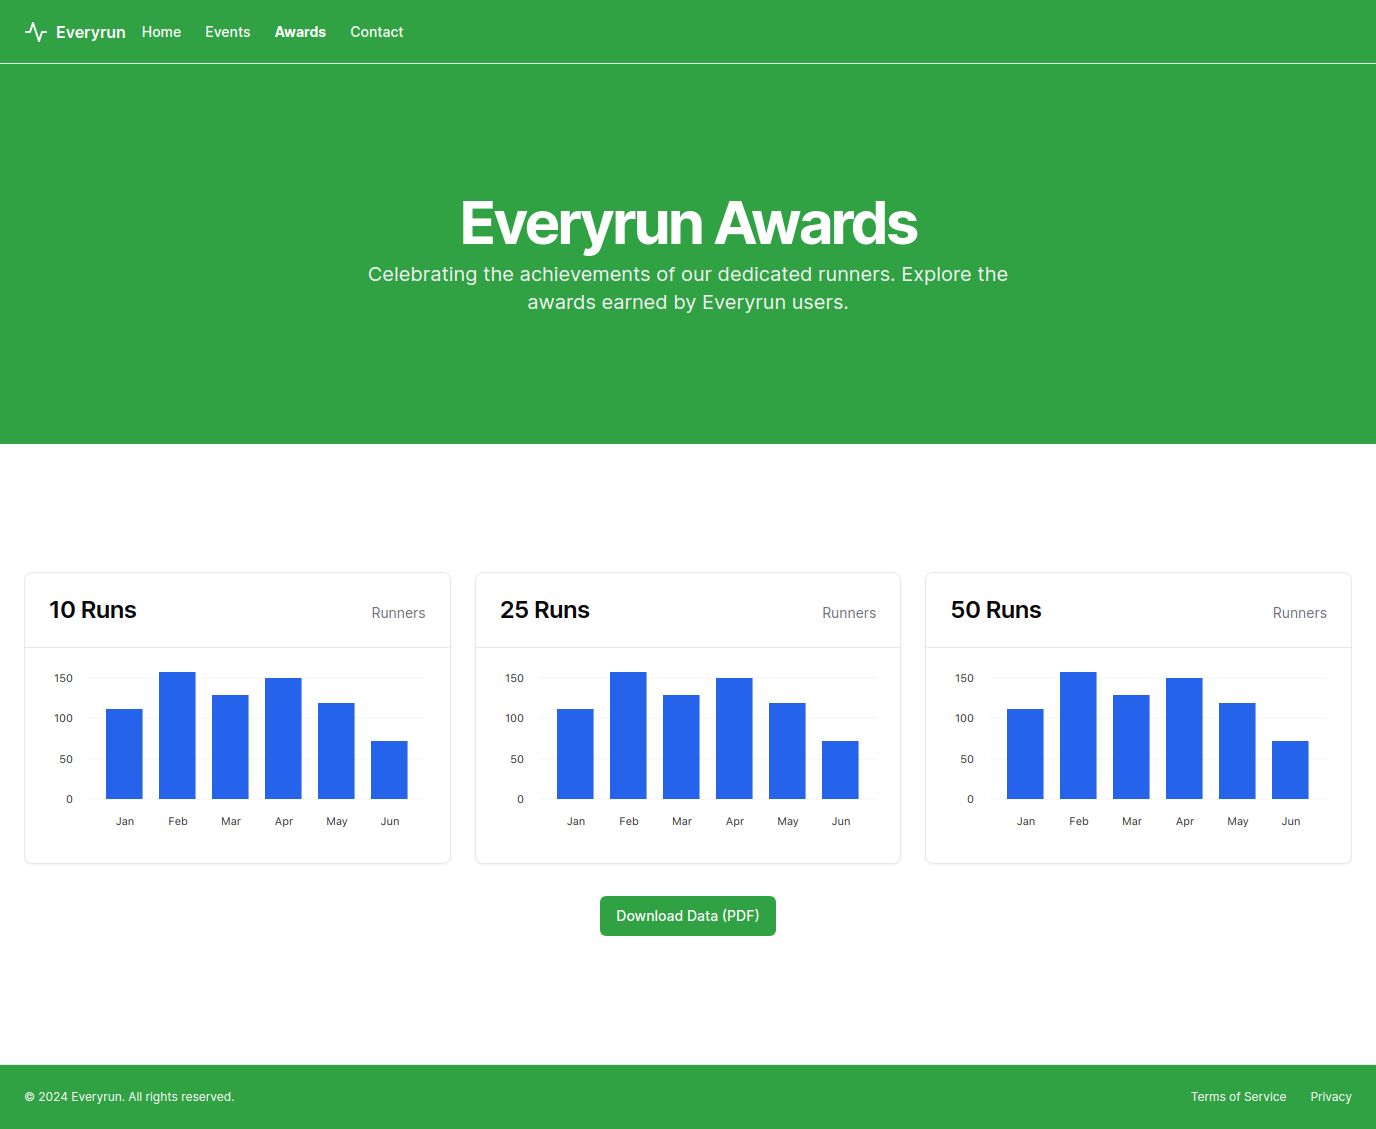 Everyrun Home Events Awards Contact
Everyrun Awards
Celebrating the achievements of our dedicated runners. Explore the
awards earned by Everyrun users.
10 Runs
Runners
150
100
50
0
Jan Feb Mar Apr May Jun
25 Runs
Runners
150
100
50
0
Jan Feb Mar Apr May Jun
50 Runs
Runners
150
100
50
0
Jan Feb Mar Apr May Jun
Download Data (PDF)
© 2024 Everyrun. All rights reserved.
Terms of Service Privacy